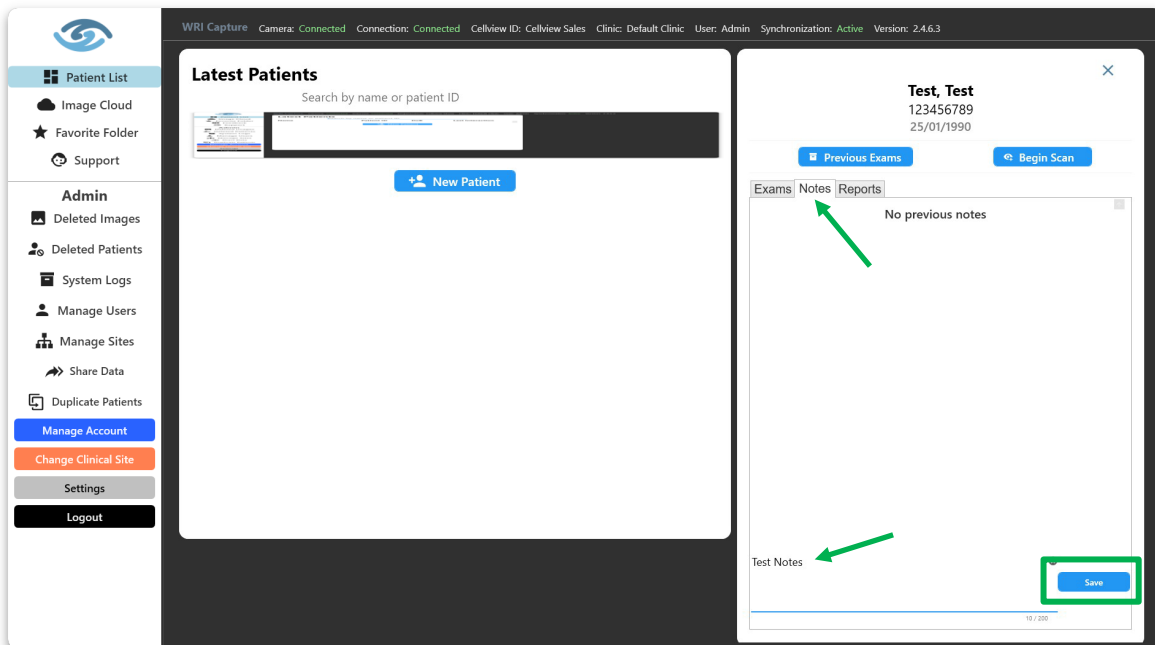 WRI Capture Camera: Connected Connection: Connected Cellview ID: Cellview Sales Clinic: Default Clinic User: Admin Synchronization: Active Version: 2.4.6.3
Patient List
Image Cloud
Favorite Folder
Support
Admin
Deleted Images
Deleted Patients
System Logs
Manage Users
Manage Sites
Share Data
Duplicate Patients
Manage Account
Change Clinical Site
Settings
Logout
Latest Patients
Search by name or patient ID
New Patient
Test, Test
123456789
25/01/1990
Previous Exams
Begin Scan
Exams Notes Reports
No previous notes
Test Notes
Save
10 / 200